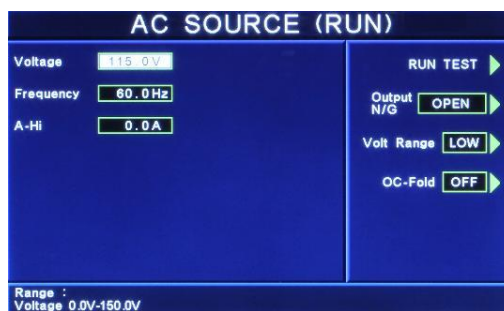 AC SOURCE (RUN)
Voltage 115.0V
Frequency 60.0Hz
A-Hi 0.0A
RUN TEST
Output N/G OPEN
Volt Range LOW
OC-Fold OFF
Range :
Voltage 0.0V-150.0V